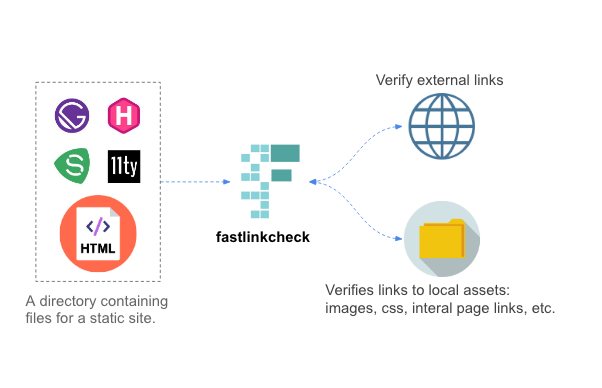 Verify external links
11ty
HTML
fastlinkcheck
A directory containing
files for a static site.
Verifies links to local assets:
images, css, interal page links, etc.